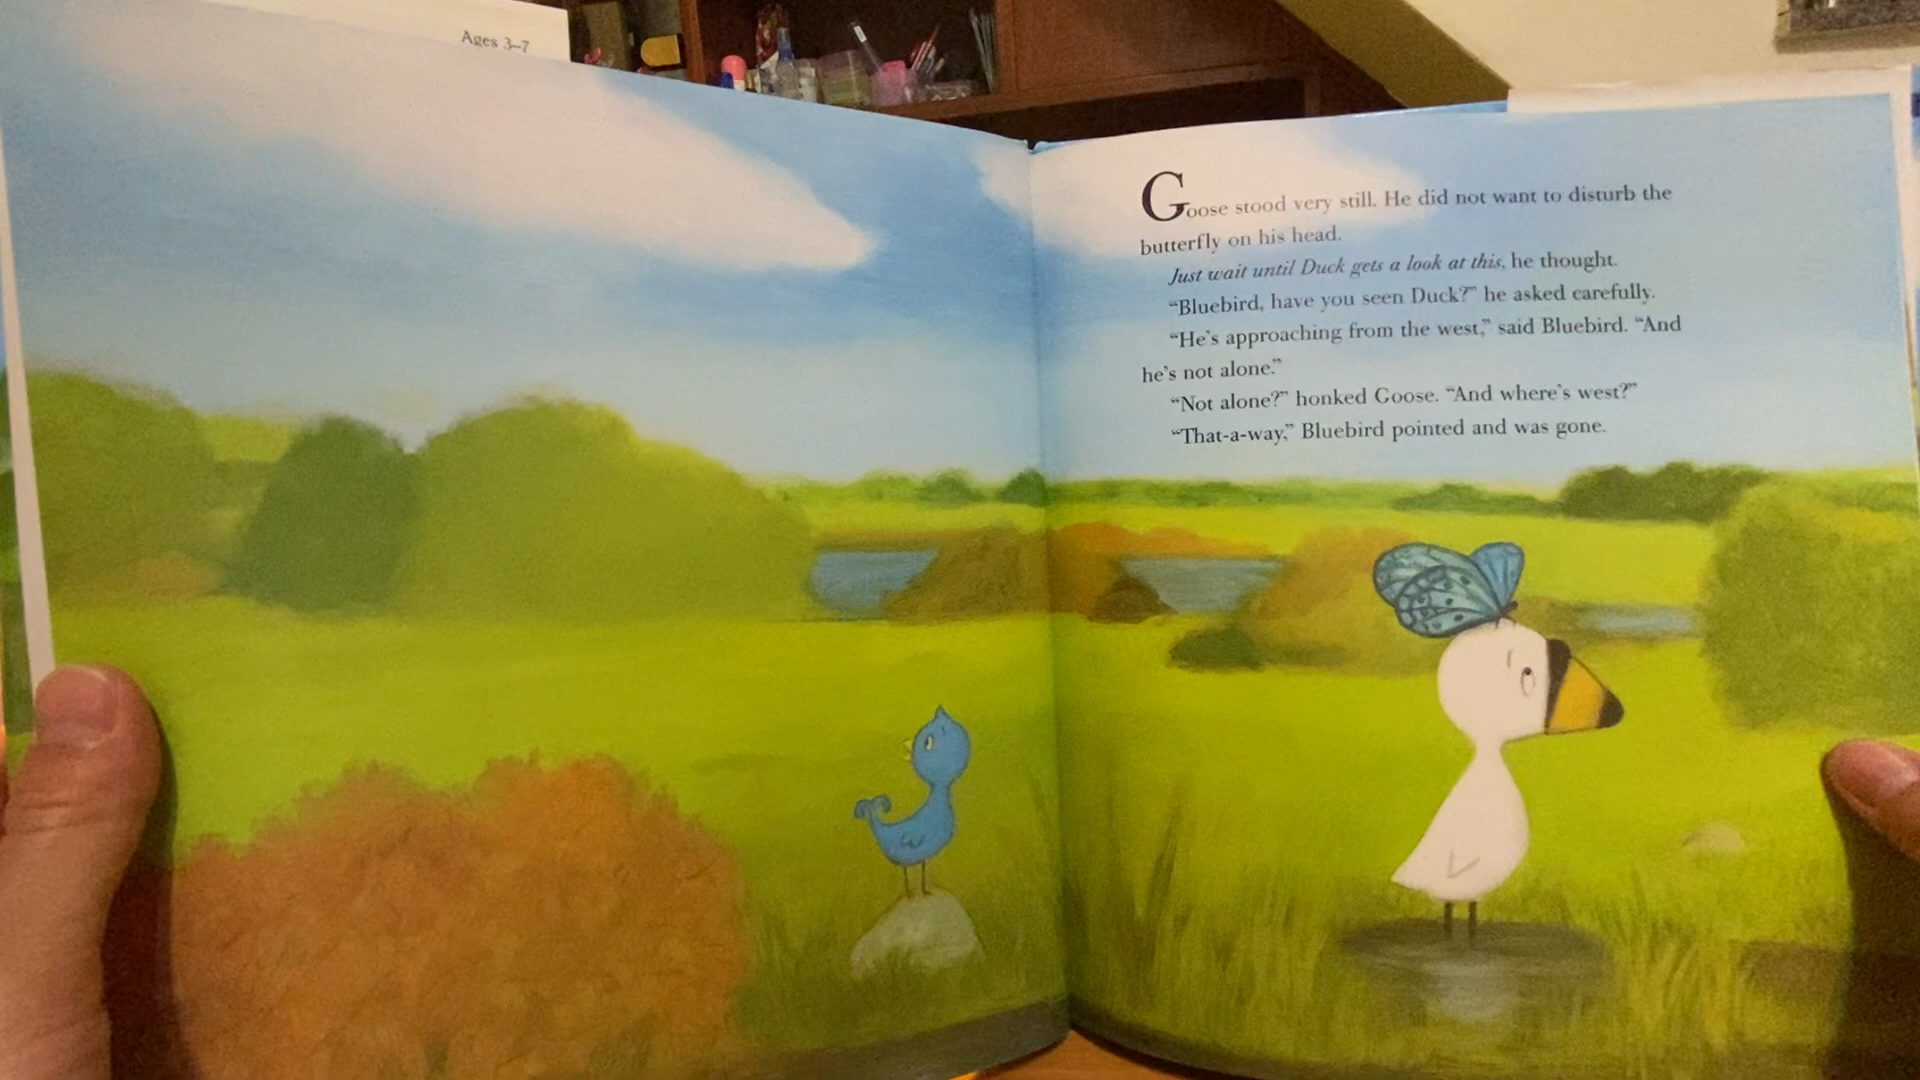 Ages 3–7
Goose stood very still. He did not want to disturb the
butterfly on his head.
Just wait until Duck gets a look at this, he thought.
“Bluebird, have you seen Duck?” he asked carefully.
“He’s approaching from the west,” said Bluebird. “And
he’s not alone.”
“Not alone?” honked Goose. “And where’s west?”
“That-a-way,” Bluebird pointed and was gone.